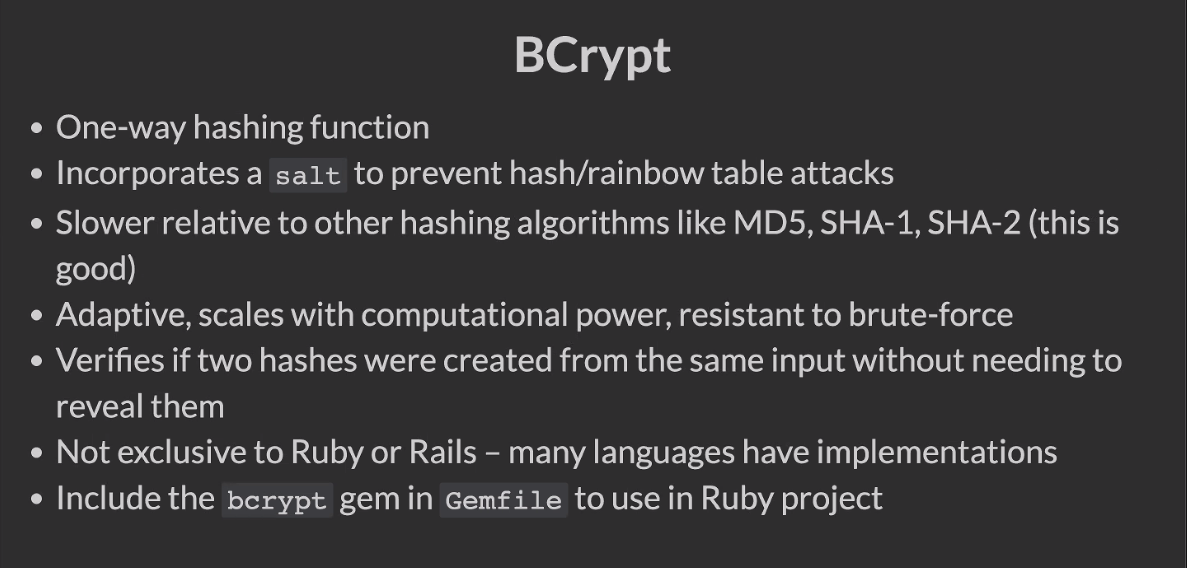 BCrypt
• One-way hashing function
• Incorporates a salt to prevent hash/rainbow table attacks
• Slower relative to other hashing algorithms like MD5, SHA-1, SHA-2 (this is
good)
• Adaptive, scales with computational power, resistant to brute-force
• Verifies if two hashes were created from the same input without needing to
reveal them
• Not exclusive to Ruby or Rails – many languages have implementations
• Include the bcrypt gem in Gemfile to use in Ruby project